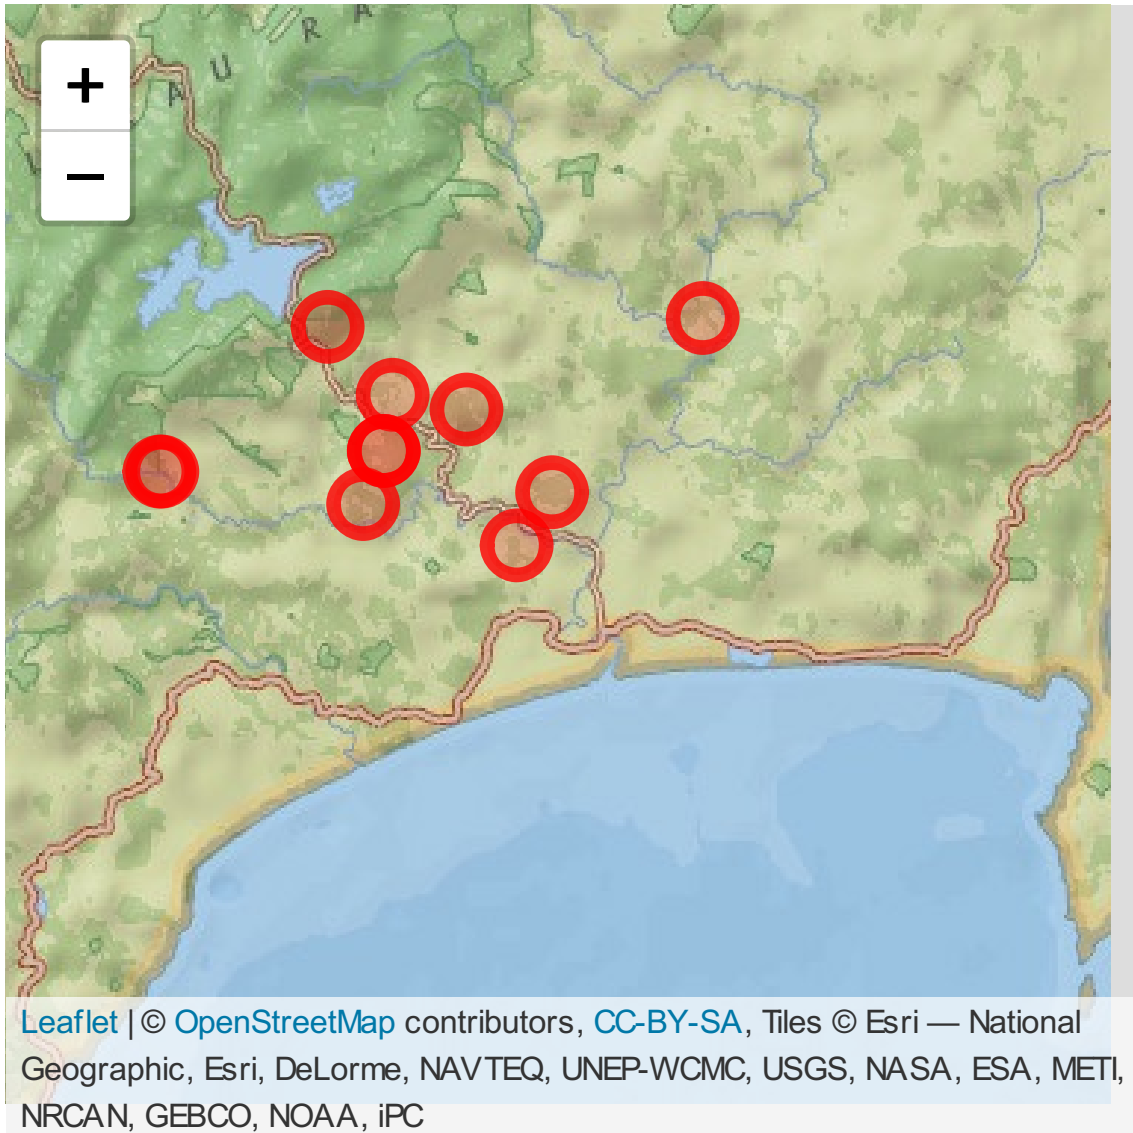 A U R A
+
−
Leaflet | © OpenStreetMap contributors, CC-BY-SA, Tiles © Esri — National
Geographic, Esri, DeLorme, NAVTEQ, UNEP-WCMC, USGS, NASA, ESA, METI,
NRCAN, GEBCO, NOAA, iPC